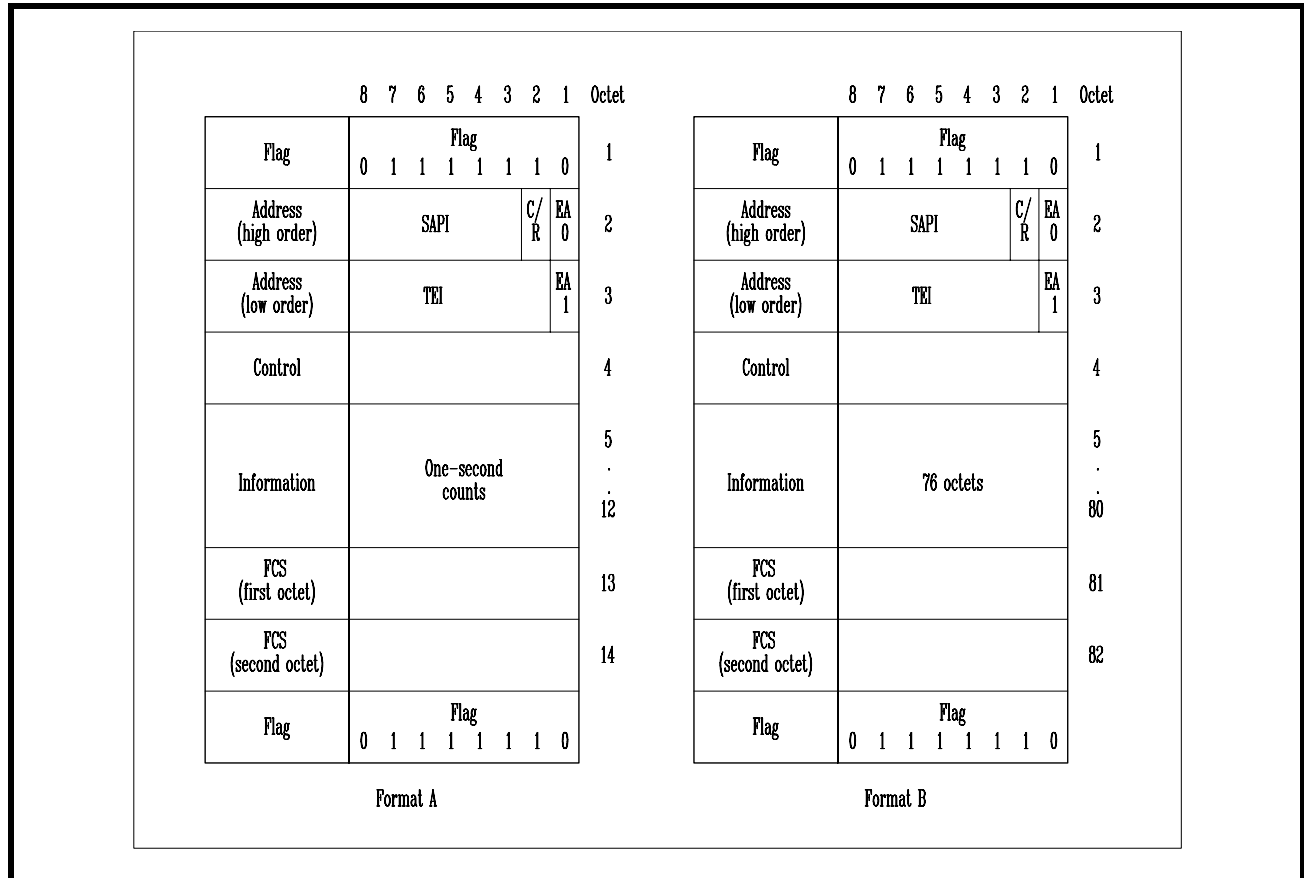 8 7 6 5 4 3 2 1 Octet
Flag
Flag
0 1 1 1 1 1 1 0
1
Address
(high order)
SAPI
C/
R
EA
0
2
Address
(low order)
TEI
EA
1
3
Control
4
Information
One-second
counts
5
.
.
12
FCS
(first octet)
13
FCS
(second octet)
14
Flag
Flag
0 1 1 1 1 1 1 0
Format A
8 7 6 5 4 3 2 1 Octet
Flag
Flag
0 1 1 1 1 1 1 0
1
Address
(high order)
SAPI
C/
R
EA
0
2
Address
(low order)
TEI
EA
1
3
Control
4
Information
76 octets
5
.
.
80
FCS
(first octet)
81
FCS
(second octet)
82
Flag
Flag
0 1 1 1 1 1 1 0
Format B